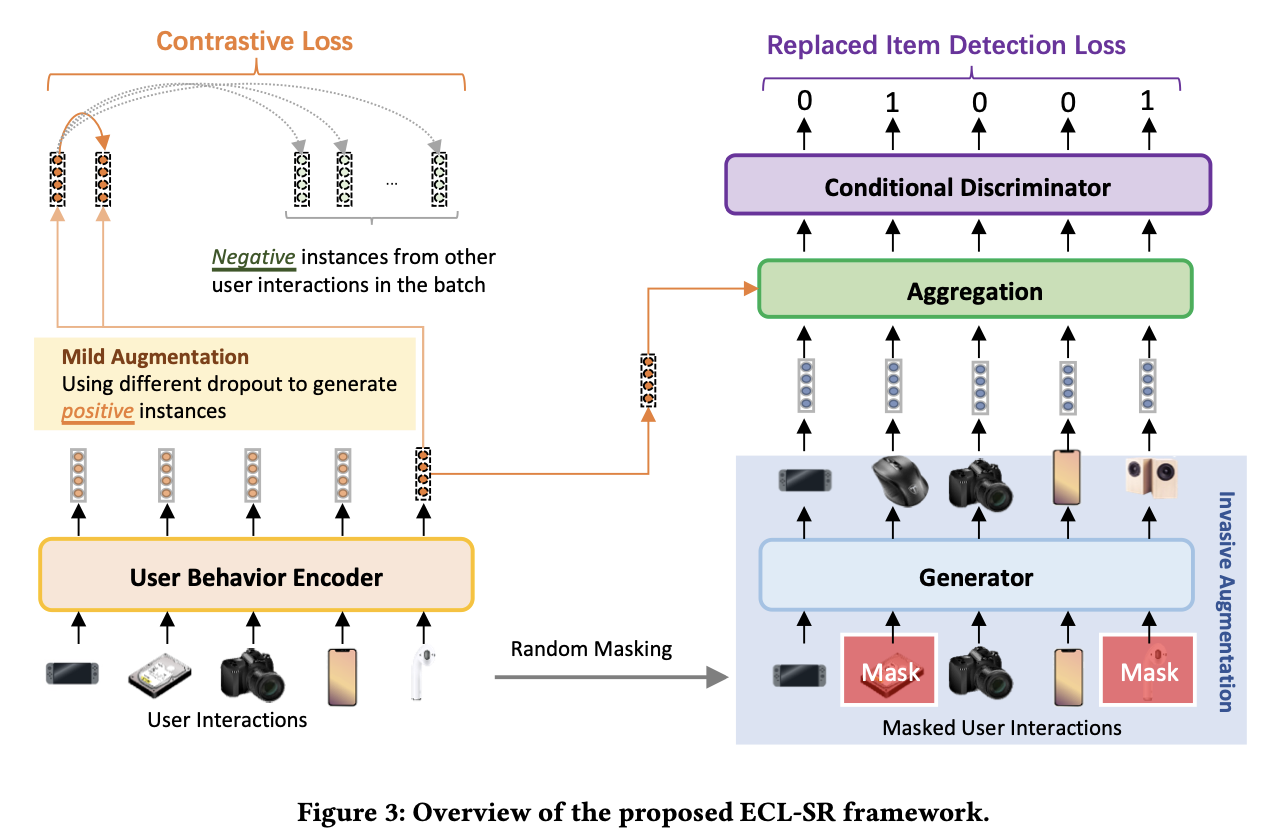 Contrastive Loss
...
Negative instances from other
user interactions in the batch
Mild Augmentation
Using different dropout to generate
positive instances
User Behavior Encoder
User Interactions
Random Masking
Replaced Item Detection Loss
0 1 0 0 1
Conditional Discriminator
Aggregation
Generator
Mask Mask
Masked User Interactions
Invasive Augmentation
Figure 3: Overview of the proposed ECL-SR framework.